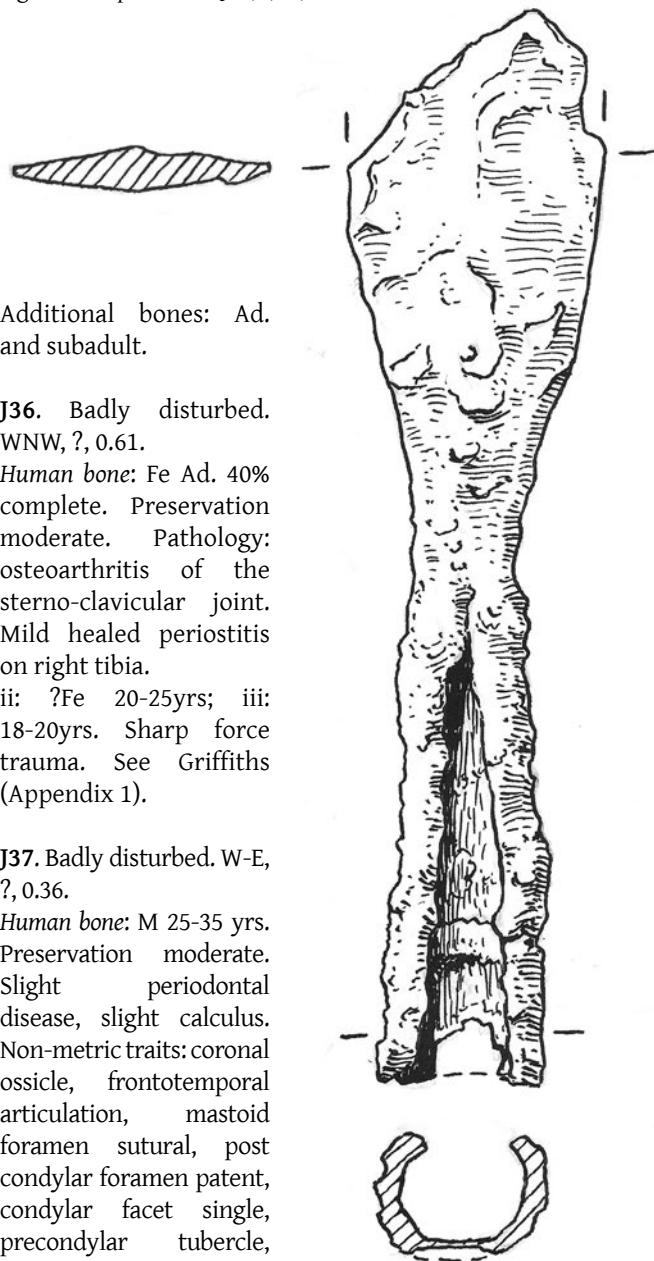 Additional bones: Ad.
and subadult.
J36. Badly disturbed.
WNW, ?, 0.61.
Human bone: Fe Ad. 40%
complete. Preservation
moderate. Pathology:
osteoarthritis of the
sterno-clavicular joint.
Mild healed periostitis
on right tibia.
ii: ?Fe 20-25yrs; iii:
18-20yrs. Sharp force
trauma. See Griffiths
(Appendix 1).
J37. Badly disturbed. W-E,
?, 0.36.
Human bone: M 25-35 yrs.
Preservation moderate.
Slight periodontal
disease, slight calculus.
Non-metric traits: coronal
ossicle, frontotemporal
articulation, mastoid
foramen sutural, post
condylar foramen patent,
condylar facet single,
precondylar tubercle,